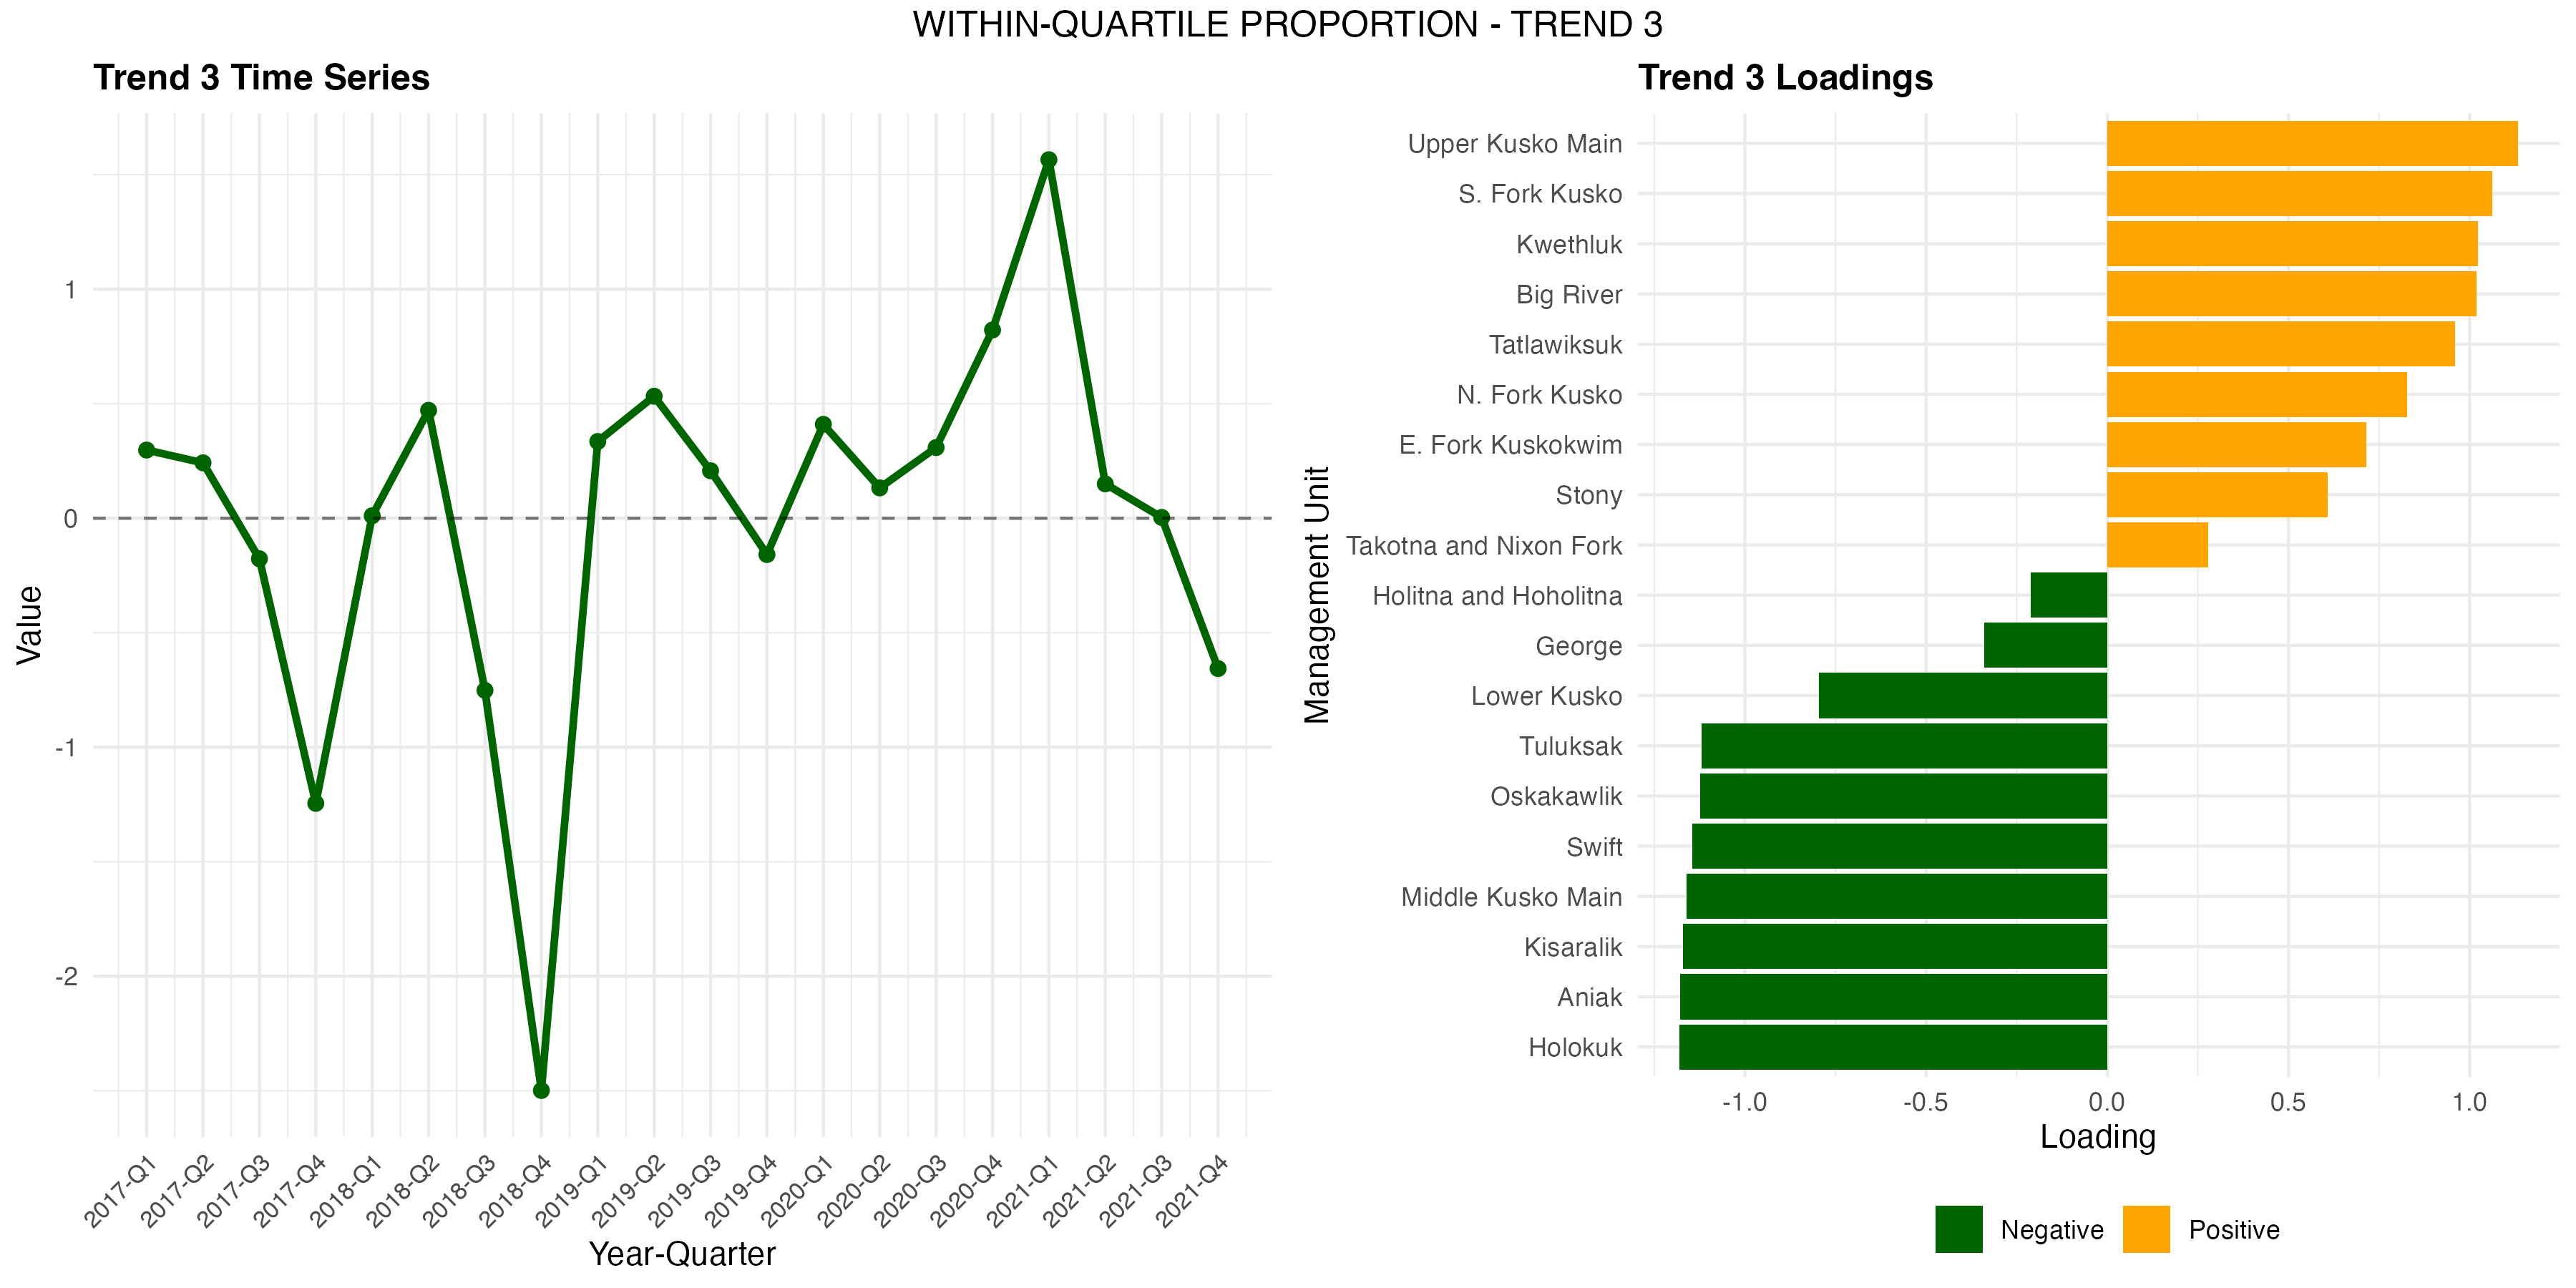 WITHIN-QUARTILE PROPORTION - TREND 3
Trend 3 Time Series
Value
1
0
-1
-2
2017-Q1
2017-Q2
2017-Q3
2017-Q4
2018-Q1
2018-Q2
2018-Q3
2018-Q4
2019-Q1
2019-Q2
2019-Q3
2019-Q4
2020-Q1
2020-Q2
2020-Q3
2020-Q4
2021-Q1
2021-Q2
2021-Q3
2021-Q4
Year-Quarter
Trend 3 Loadings
Management Unit
Upper Kusko Main
S. Fork Kusko
Kwethluk
Big River
Tatlawiksuk
N. Fork Kusko
E. Fork Kuskokwim
Stony
Takotna and Nixon Fork
Holitna and Hoholitna
George
Lower Kusko
Tuluksak
Oskakawlik
Swift
Middle Kusko Main
Kisaralik
Aniak
Holokuk
-1.0
-0.5
0.0
0.5
1.0
Loading
Negative
Positive